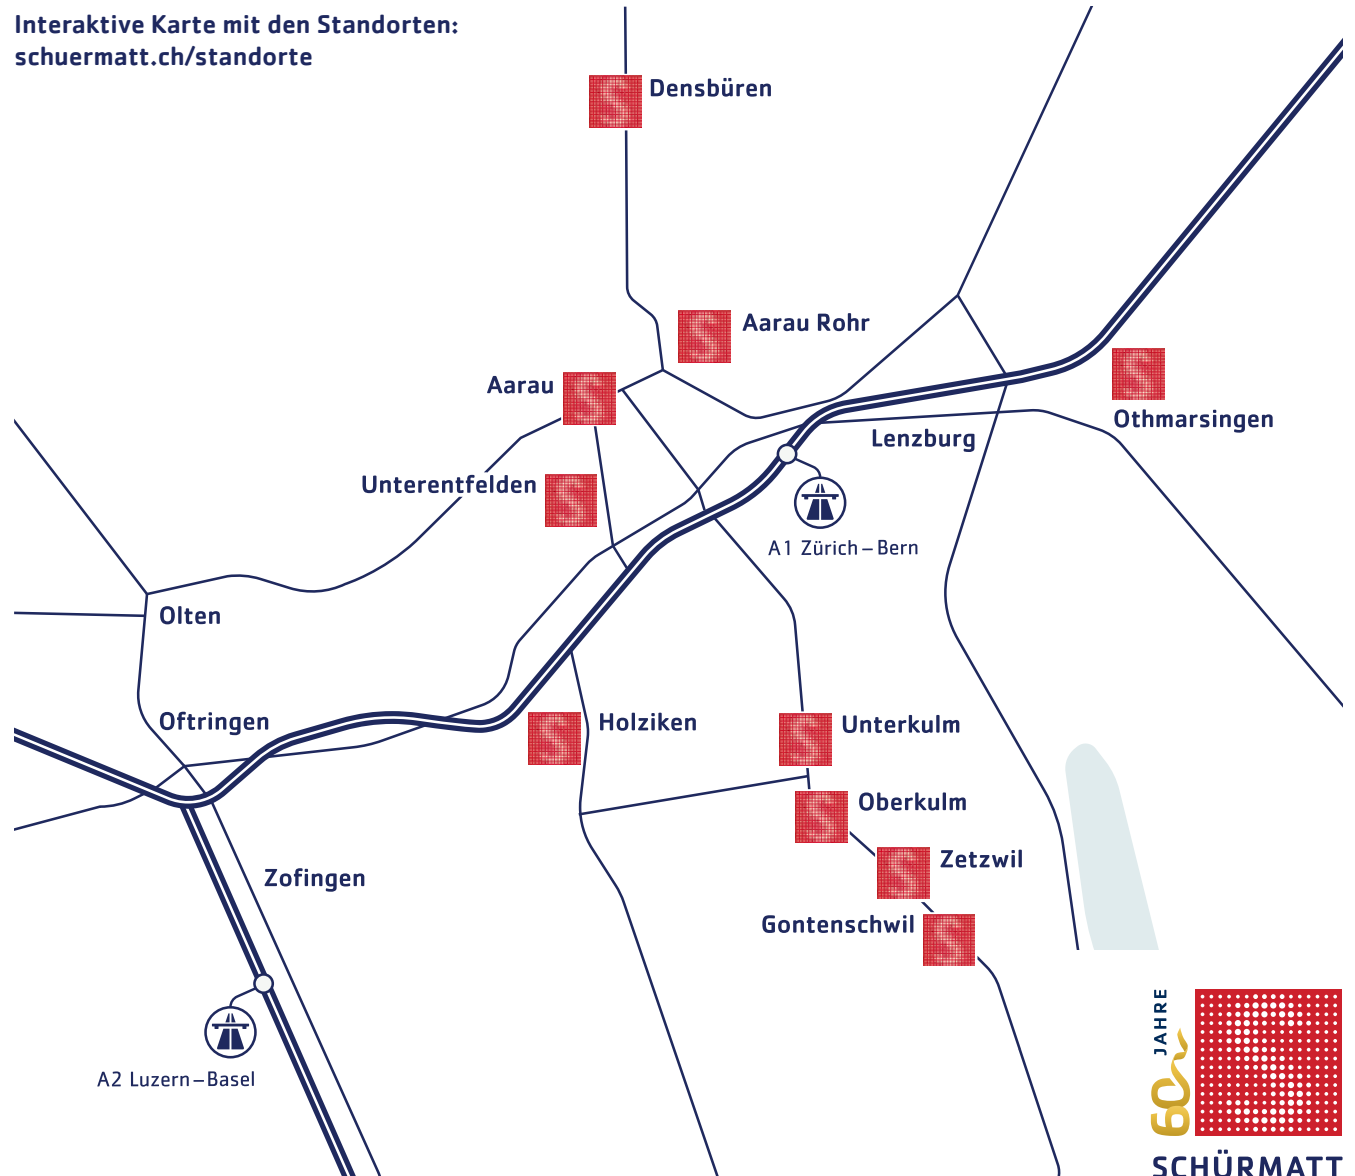 Interaktive Karte mit den Standorten:
schuermatt.ch/standorte
Densbüren
Aarau Rohr
Aarau
Othmarsingen
Lenzburg
Unterentfelden
A1 Zürich – Bern
Olten
Oftringen
Holziken
Unterkulm
Oberkulm
Zetzwil
Zofingen
Gontenschwil
A2 Luzern – Basel
60 JAHRE
SCHÜRMATT